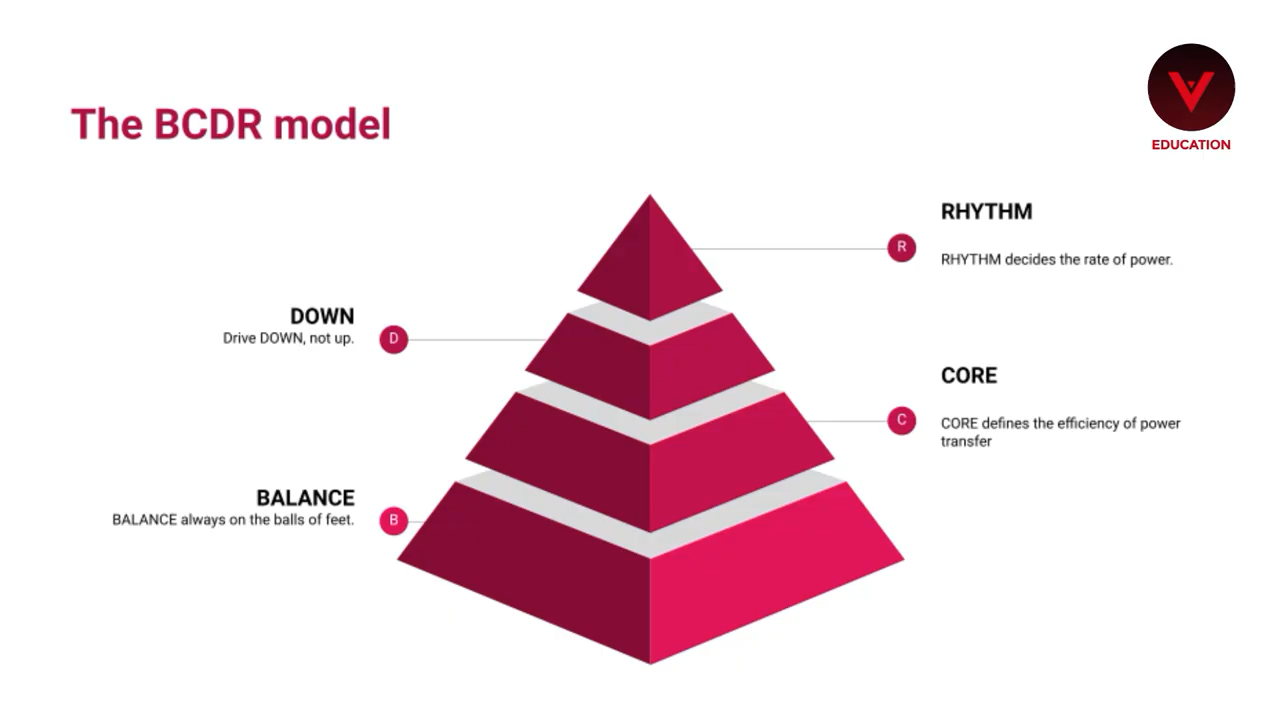 The BCDR model
V
EDUCATION
RHYTHM
R
RHYTHM decides the rate of power.
DOWN
Drive DOWN, not up.
D
CORE
C
CORE defines the efficiency of power
transfer
BALANCE
BALANCE always on the balls of feet.
B